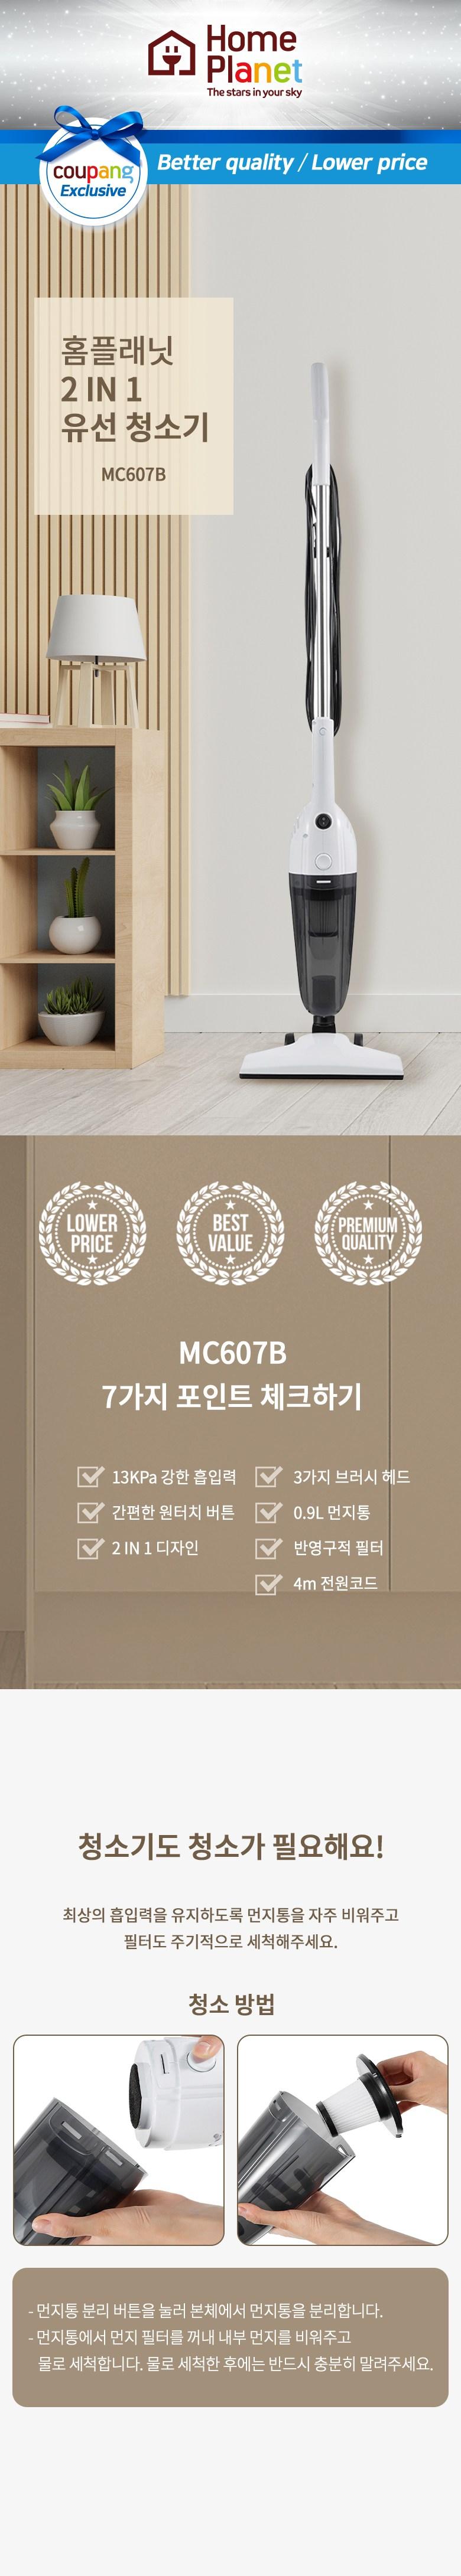 Home
Planet
The stars in your sky
coupang
Exclusive
Better quality / Lower price
홈플래닛
2 IN 1
유선 청소기
MC607B
LOWER
PRICE
BEST
VALUE
PREMIUM
QUALITY
MC607B
7가지 포인트 체크하기
13KPa 강한 흡입력
간편한 원터치 버튼
2 IN 1 디자인
3가지 브러시 헤드
0.9L 먼지통
반영구적 필터
4m 전원코드
청소기도 청소가 필요해요!
최상의 흡입력을 유지하도록 먼지통을 자주 비워주고
필터도 주기적으로 세척해주세요.
청소 방법
- 먼지통 분리 버튼을 눌러 본체에서 먼지통을 분리합니다.
- 먼지통에서 먼지 필터를 꺼내 내부 먼지를 비워주고
물로 세척합니다. 물로 세척한 후에는 반드시 충분히 말려주세요.